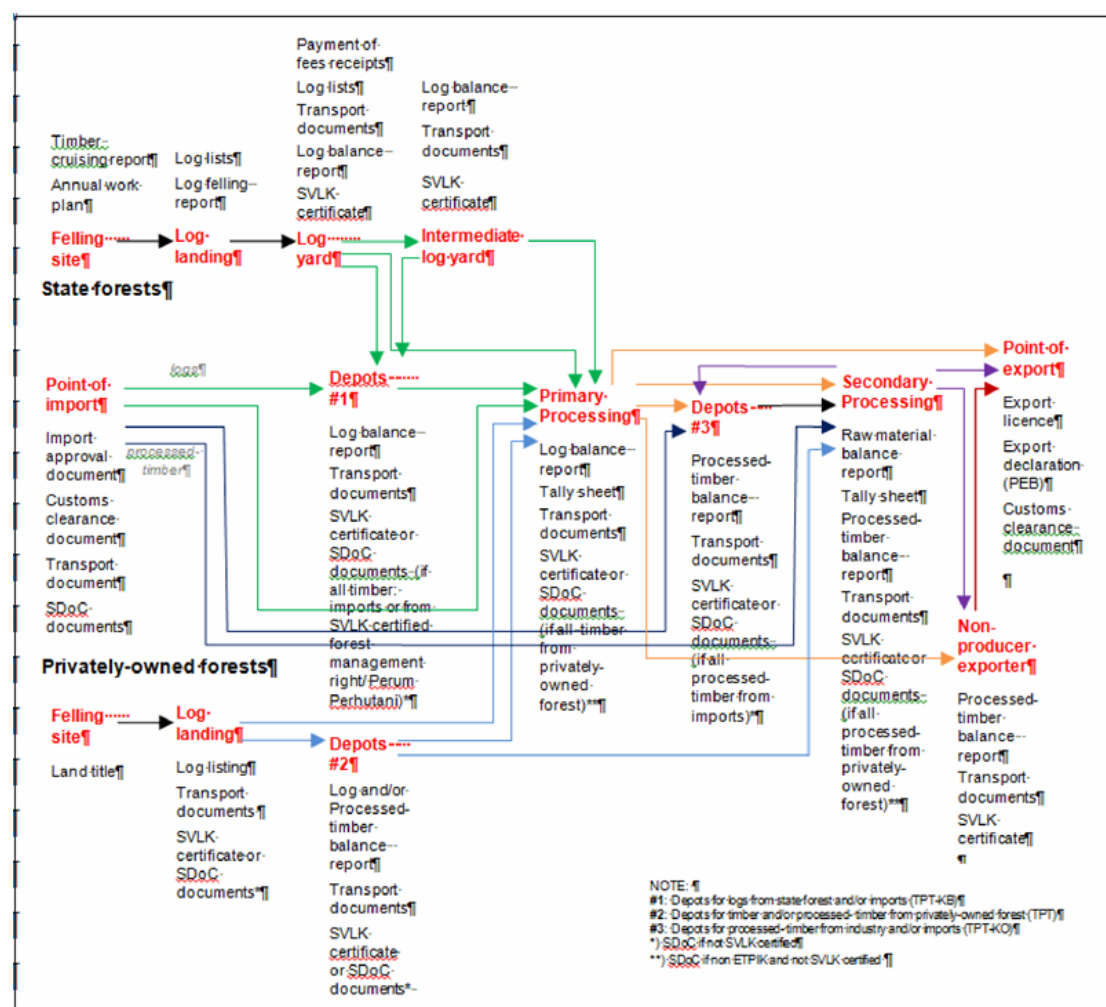 Payment of
fees receipts¶
Log lists¶
Transport
documents¶
Log balance
report¶
SVLK
certificate¶
Log balance
report¶
Transport
documents¶
SVLK
certificate¶
Timber
cruising report¶
Annual work
plan¶
Log lists¶
Log felling
report¶
Felling
site¶
Log
landing¶
Log
yard¶
Intermediate
log yard¶
State forests¶
Point of
import¶
logs¶
processed
timber¶
Import
approval
document¶
Customs
clearance
document¶
Transport
document¶
SDoC
documents¶
Depots
#1¶
Log balance
report¶
Transport
documents¶
SVLK
certificate or
SDoC
documents (if
all timber:
imports or from
SVLK certified
forest
management
right/ Perum
Perhutani)*¶
Primary
Processing¶
Log balance
report¶
Tally sheet¶
Transport
documents¶
SVLK
certificate or
SDoC
documents
(if all timber
from
privately-
owned
forest)**¶
Depots
#3¶
Processed-
timber
balance
report¶
Transport
documents¶
SVLK
certificate or
SDoC
documents
(if all
processed-
timber from
imports)*¶
Secondary
Processing¶
Raw material
balance
report¶
Tally sheet¶
Processed-
timber
balance
report¶
Transport
documents¶
SVLK
certificate or
SDoC
documents
(if all
processed-
timber from
privately-
owned
forest)**¶
Point of
export¶
Export
licence¶
Export
declaration
(PEB)¶
Customs
clearance
document¶
¶
Non-
producer
exporter¶
Processed-
timber
balance
report¶
Transport
documents¶
SVLK
certificate¶
¶
Privately-owned forests¶
Felling
site¶
Land title¶
Log
landing¶
Log listing¶
Transport
documents ¶
SVLK
certificate or
SDoC
documents*¶
Depots
#2¶
Log and/or
Processed-
timber
balance
report¶
Transport
documents¶
SVLK
certificate
or SDoC
documents*
NOTE: ¶
#1: Depots for logs from state forest and/or imports (TPT-KB)¶
#2: Depots for timber and/or processed- timber from privately-owned forest (TPT)¶
#3: Depots for processed- timber from industry and/or imports (TPT-KO)¶
*) SDoC if not SVLK certified¶
**) SDoC if non ETPIK and not SVLK certified ¶